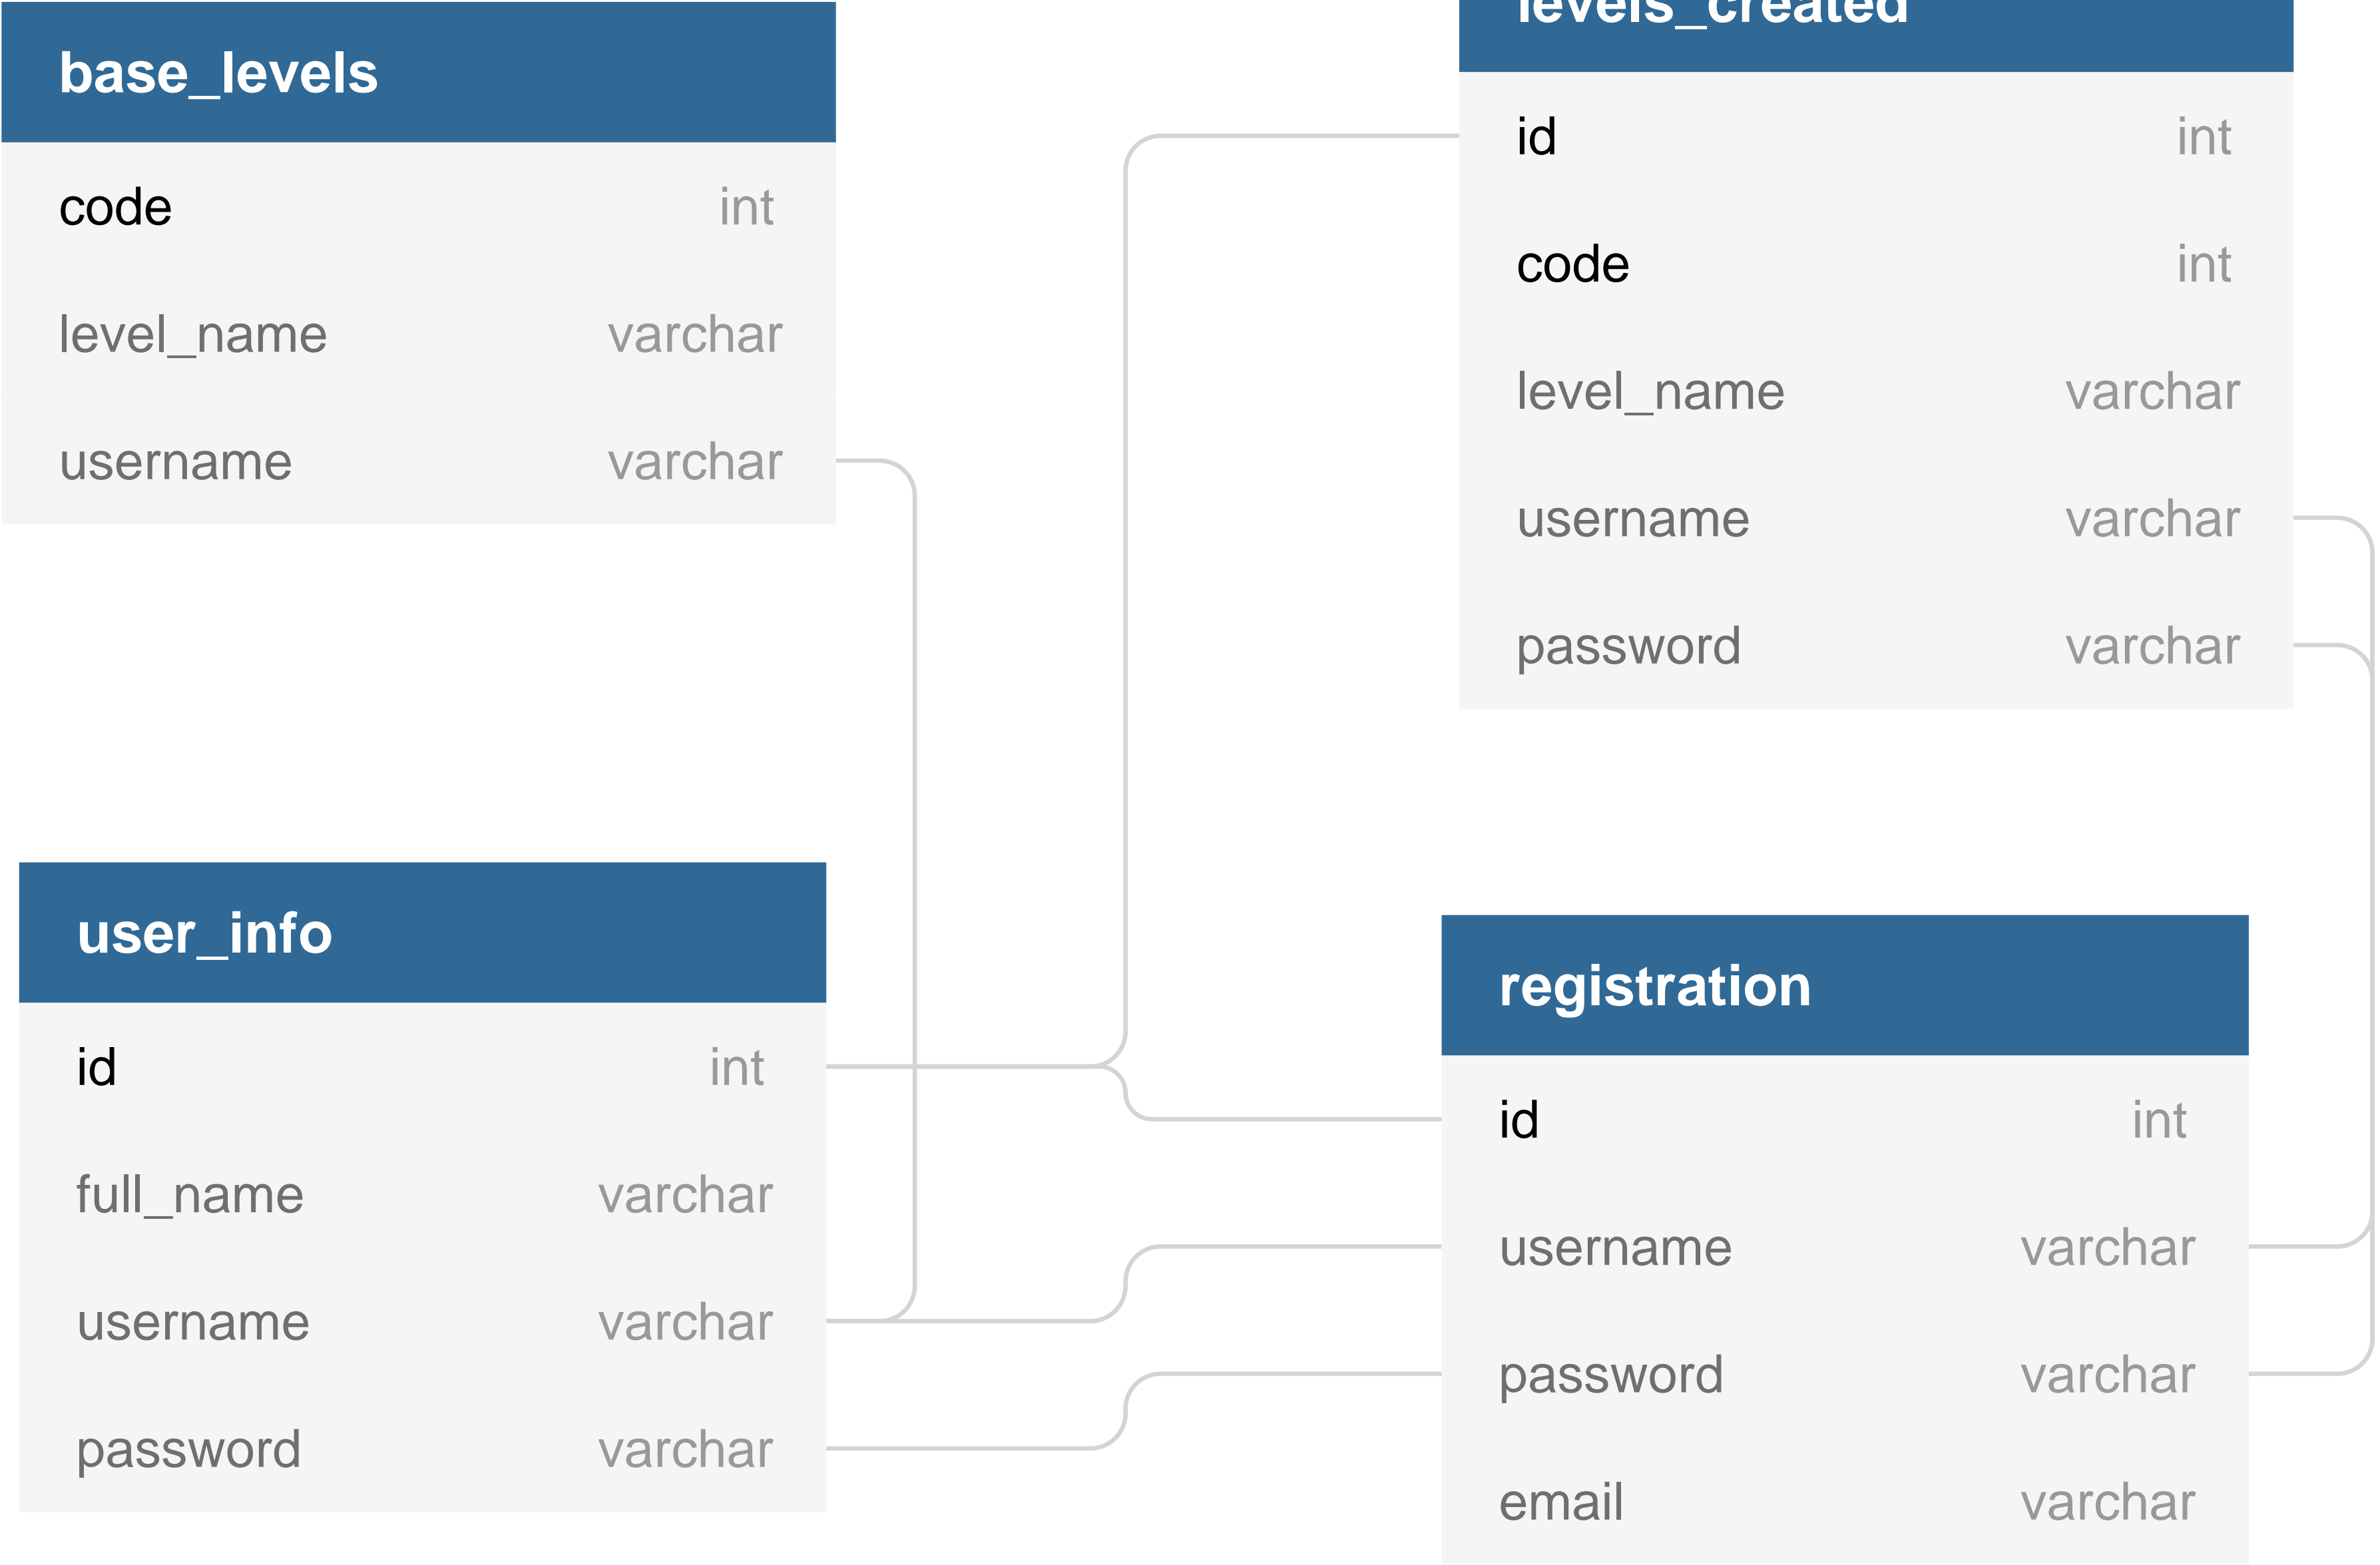 base_levels
code int
level_name varchar
username varchar
levels_created
id int
code int
level_name varchar
username varchar
password varchar
user_info
id int
full_name varchar
username varchar
password varchar
registration
id int
username varchar
password varchar
email varchar